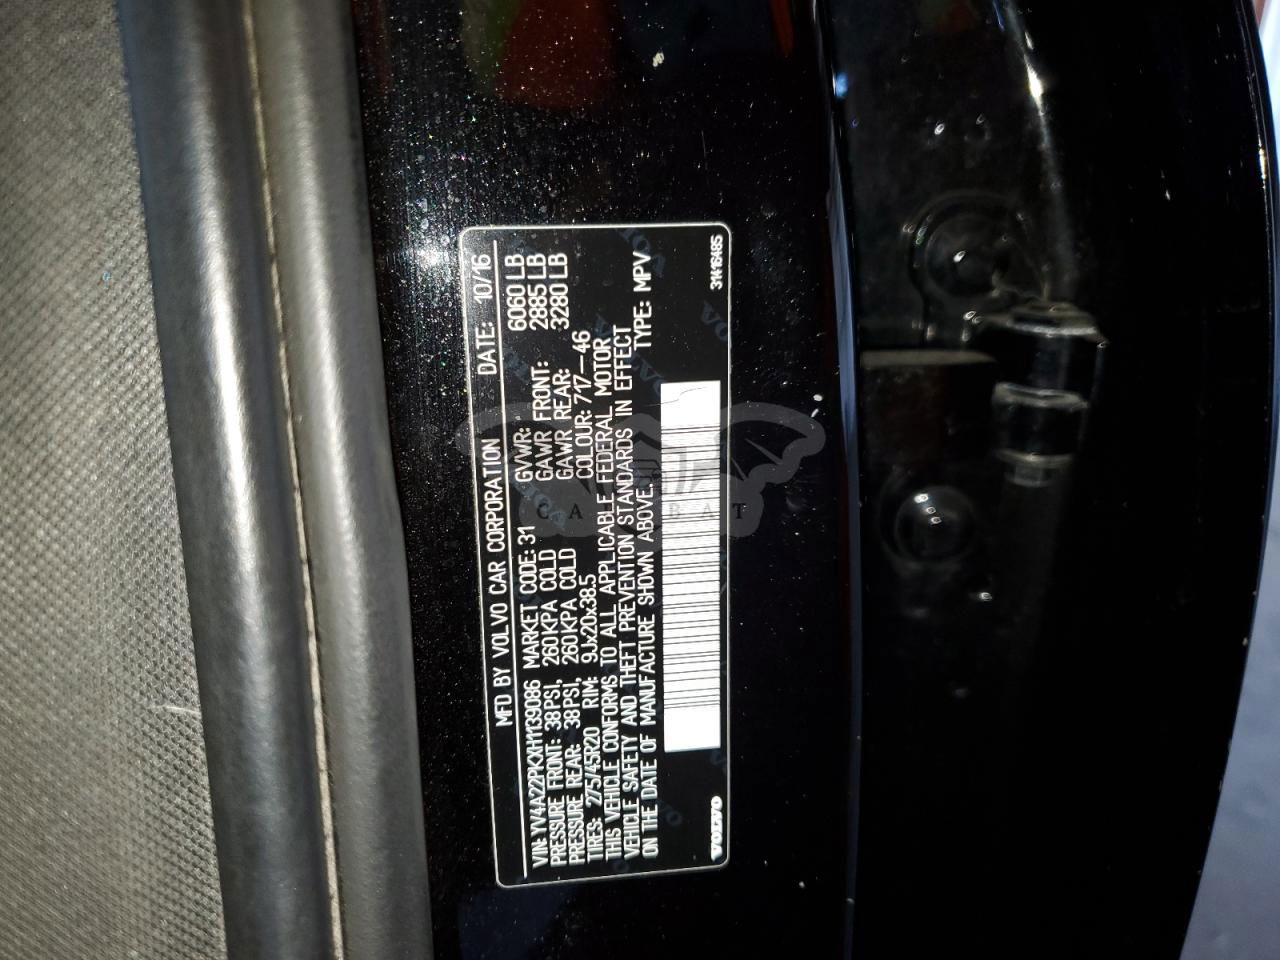 MFD BY VOLVO CAR CORPORATION DATE: 10/16
VIN: YV4A22PKXH1139086 MARKET CODE: 31 GVWR: 6060 LB
PRESSURE FRONT: 38PSI, 260KPA COLD GAWR FRONT: 2885 LB
PRESSURE REAR: 38PSI, 260KPA COLD GAWR REAR: 3280 LB
TIRES: 275/45R20 RIM: 9Jx20x38.5 COLOUR: 717—46
THIS VEHICLE CONFORMS TO ALL APPLICABLE FEDERAL MOTOR
VEHICLE SAFETY AND THEFT PREVENTION STANDARDS IN EFFECT
ON THE DATE OF MANUFACTURE SHOWN ABOVE. TYPE: MPV
VOLVO 31416485